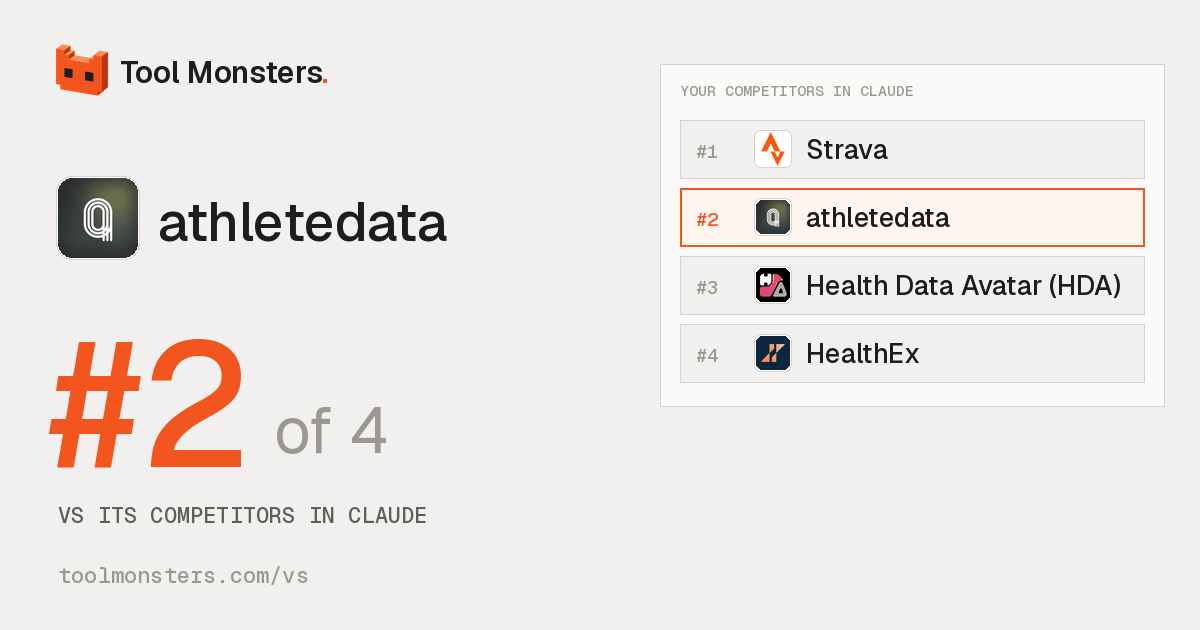 Tool Monsters.
athletedata
#2 of 4
VS ITS COMPETITORS IN CLAUDE
toolmonsters.com/vs
YOUR COMPETITORS IN CLAUDE
#1 Strava
#2 athletedata
#3 Health Data Avatar (HDA)
#4 HealthEx